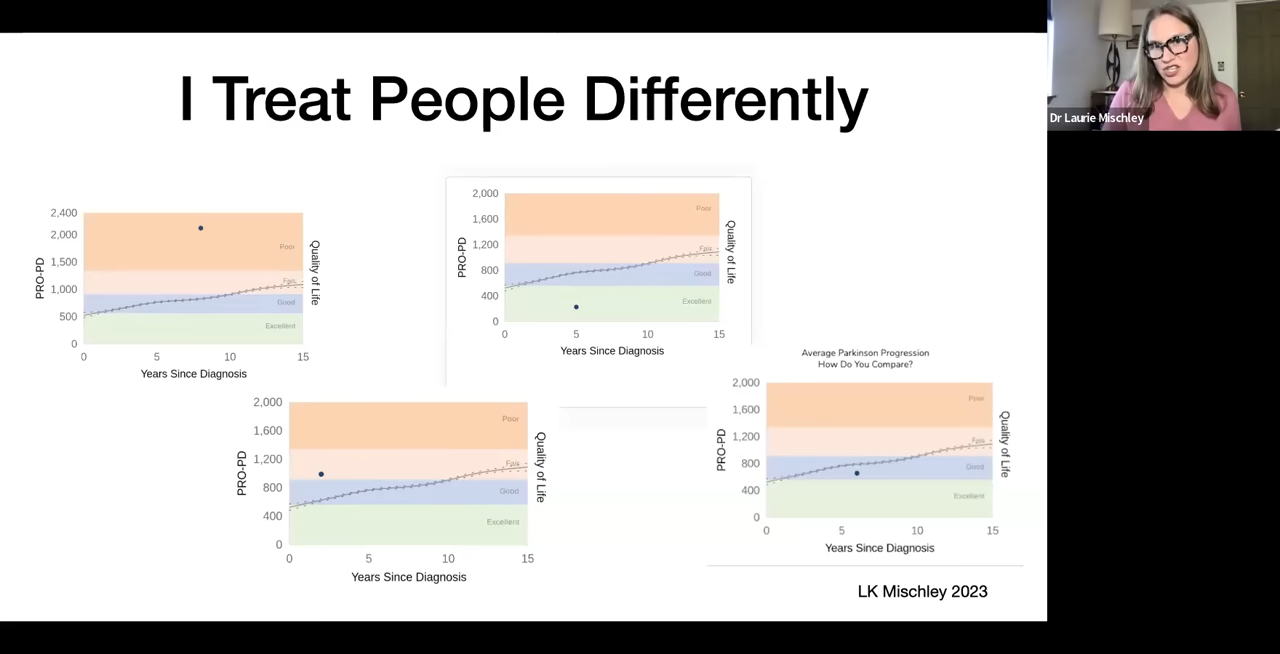 I Treat People Differently
Dr Laurie Mischley
2,400
2,000
1,500
1,000
500
0
PRO-PD
Poor
Fair
Good
Excellent
Quality of Life
0 5 10 15
Years Since Diagnosis
2,000
1,600
1,200
800
400
0
PRO-PD
Poor
Fair
Good
Excellent
Quality of Life
0 5 10 15
Years Since Diagnosis
2,000
1,600
1,200
800
400
0
PRO-PD
Poor
Fair
Good
Excellent
Quality of Life
0 5 10 15
Years Since Diagnosis
Average Parkinson Progression
How Do You Compare?
2,000
1,600
1,200
800
400
0
PRO-PD
Poor
Fair
Good
Excellent
Quality of Life
0 5 10 15
Years Since Diagnosis
LK Mischley 2023